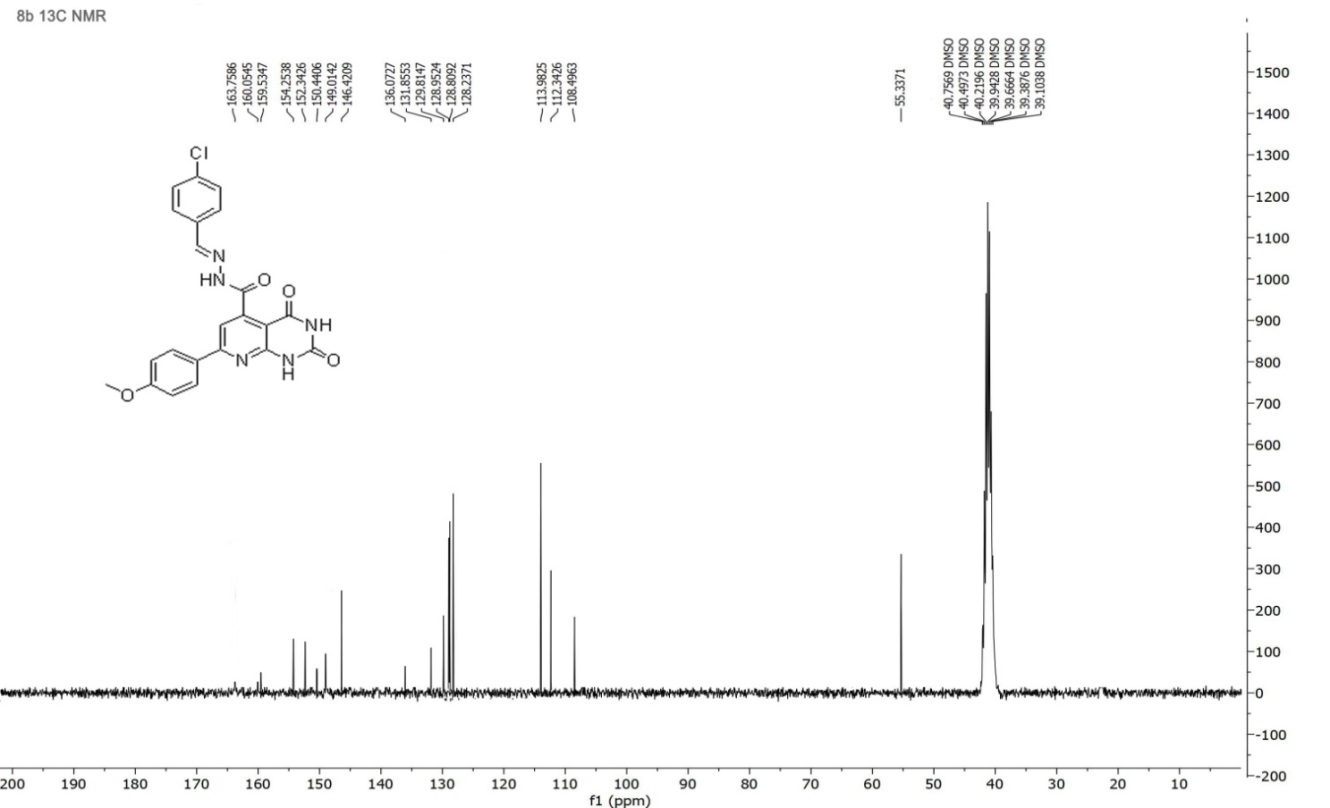 8b 13C NMR
163.7586
160.0545
159.5347
154.2538
152.3426
150.4406
149.0142
146.4209
136.0727
131.8553
129.8147
128.9524
128.8092
128.2371
113.9825
112.3426
108.4963
55.3371
40.7569 DMSO
40.4973 DMSO
40.2196 DMSO
39.9428 DMSO
39.6664 DMSO
39.3876 DMSO
39.1038 DMSO
Cl
N
HN
O
O
NH
N
N
H
O
O
1500
1400
1300
1200
1100
1000
900
800
700
600
500
400
300
200
100
0
-100
-200
200 190 180 170 160 150 140 130 120 110 100 90 80 70 60 50 40 30 20 10
f1 (ppm)